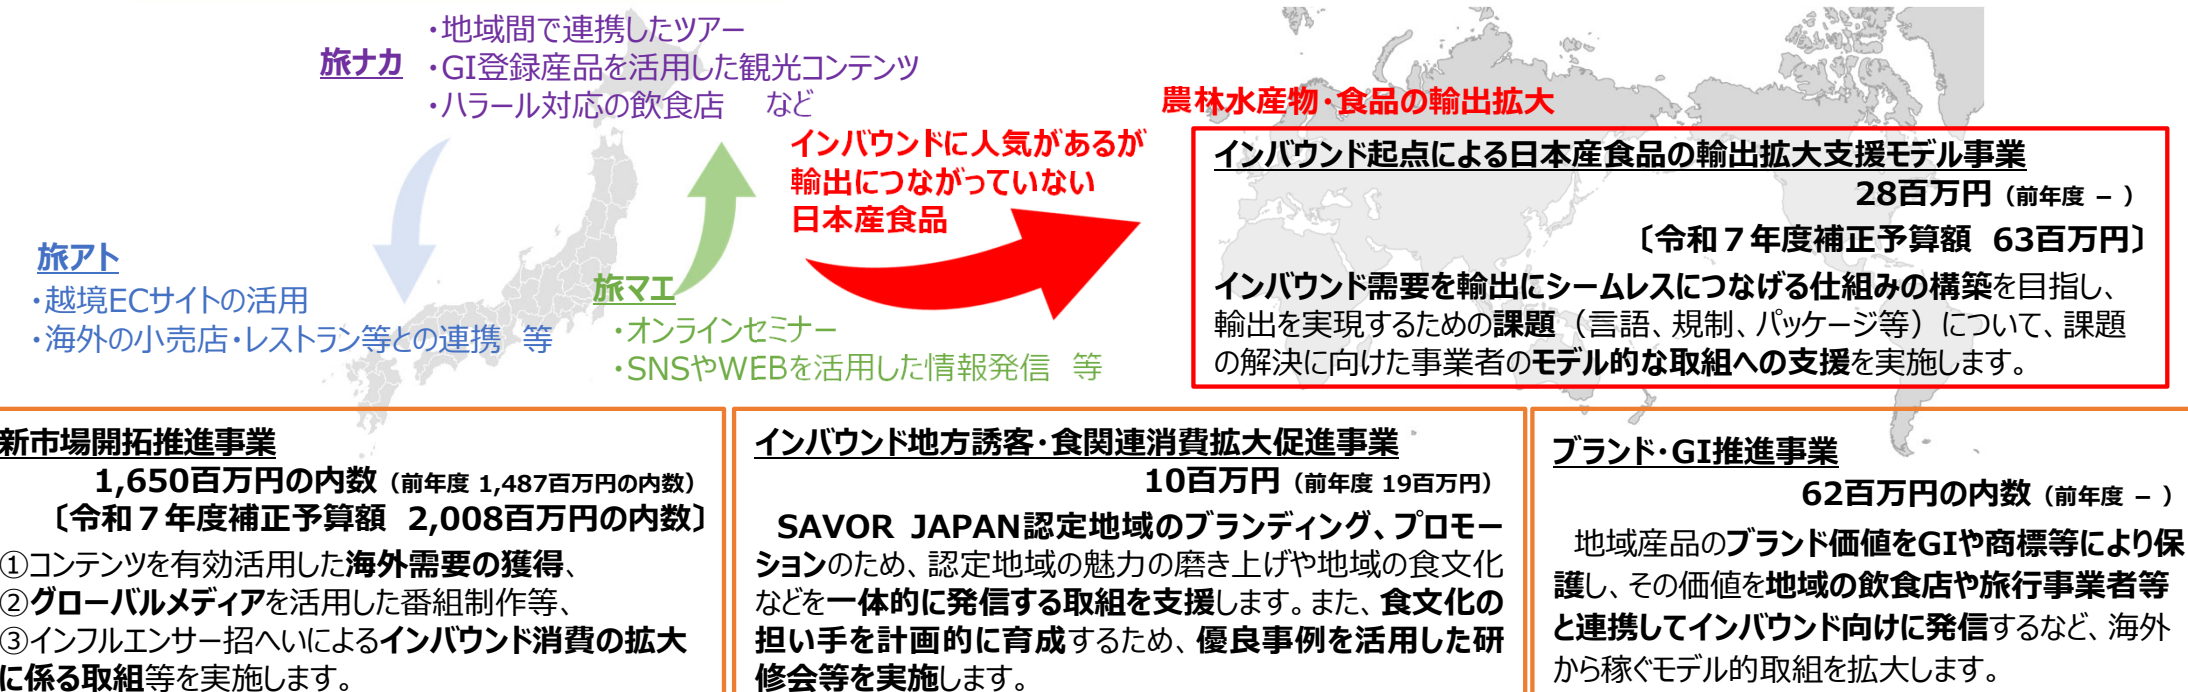 旅ナカ
・地域間で連携したツアー
・GI登録産品を活用した観光コンテンツ
・ハラール対応の飲食店　など
インバウンドに人気があるが
輸出につながっていない
日本産食品
旅アト
・越境ECサイトの活用
・海外の小売店・レストラン等との連携　等
旅マエ
・オンラインセミナー
・SNSやWEBを活用した情報発信　等
農林水産物・食品の輸出拡大
インバウンド起点による日本産食品の輸出拡大支援モデル事業
28百万円（前年度 － ）
〔令和７年度補正予算額 63百万円〕
インバウンド需要を輸出にシームレスにつなげる仕組みの構築を目指し、
輸出を実現するための課題（言語、規制、パッケージ等）について、課題
の解決に向けた事業者のモデル的な取組への支援を実施します。
新市場開拓推進事業
1,650百万円の内数（前年度 1,487百万円の内数）
〔令和７年度補正予算額 2,008百万円の内数〕
①コンテンツを有効活用した海外需要の獲得、
②グローバルメディアを活用した番組制作等、
③インフルエンサー招へいによるインバウンド消費の拡大
に係る取組等を実施します。
インバウンド地方誘客・食関連消費拡大促進事業
10百万円（前年度 19百万円）
SAVOR JAPAN認定地域のブランディング、プロモー
ションのため、認定地域の魅力の磨き上げや地域の食文化
などを一体的に発信する取組を支援します。また、食文化の
担い手を計画的に育成するため、優良事例を活用した研
修会等を実施します。
ブランド・GI推進事業
62百万円の内数（前年度 － ）
地域産品のブランド価値をGIや商標等により保
護し、その価値を地域の飲食店や旅行事業者等
と連携してインバウンド向けに発信するなど、海外
から稼ぐモデル的取組を拡大します。